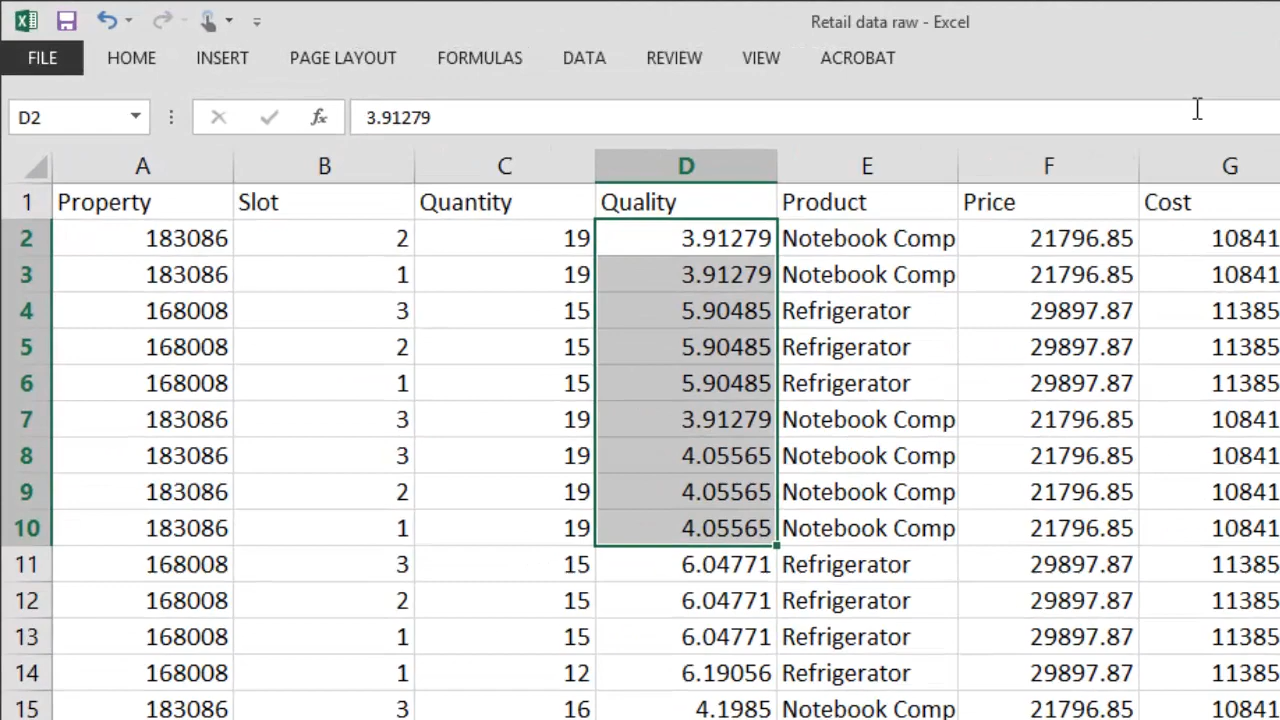 Retail data raw - Excel
FILE HOME INSERT PAGE LAYOUT FORMULAS DATA REVIEW VIEW ACROBAT
D2 fx 3.91279
A B C D E F G
1 Property Slot Quantity Quality Product Price Cost
2 183086 2 19 3.91279 Notebook Comp 21796.85 10841
3 183086 1 19 3.91279 Notebook Comp 21796.85 10841
4 168008 3 15 5.90485 Refrigerator 29897.87 11385
5 168008 2 15 5.90485 Refrigerator 29897.87 11385
6 168008 1 15 5.90485 Refrigerator 29897.87 11385
7 183086 3 19 3.91279 Notebook Comp 21796.85 10841
8 183086 3 19 4.05565 Notebook Comp 21796.85 10841
9 183086 2 19 4.05565 Notebook Comp 21796.85 10841
10 183086 1 19 4.05565 Notebook Comp 21796.85 10841
11 168008 3 15 6.04771 Refrigerator 29897.87 11385
12 168008 2 15 6.04771 Refrigerator 29897.87 11385
13 168008 1 15 6.04771 Refrigerator 29897.87 11385
14 168008 1 12 6.19056 Refrigerator 29897.87 11385
15 183086 3 16 4.1985 Notebook Comp 21796.85 10841